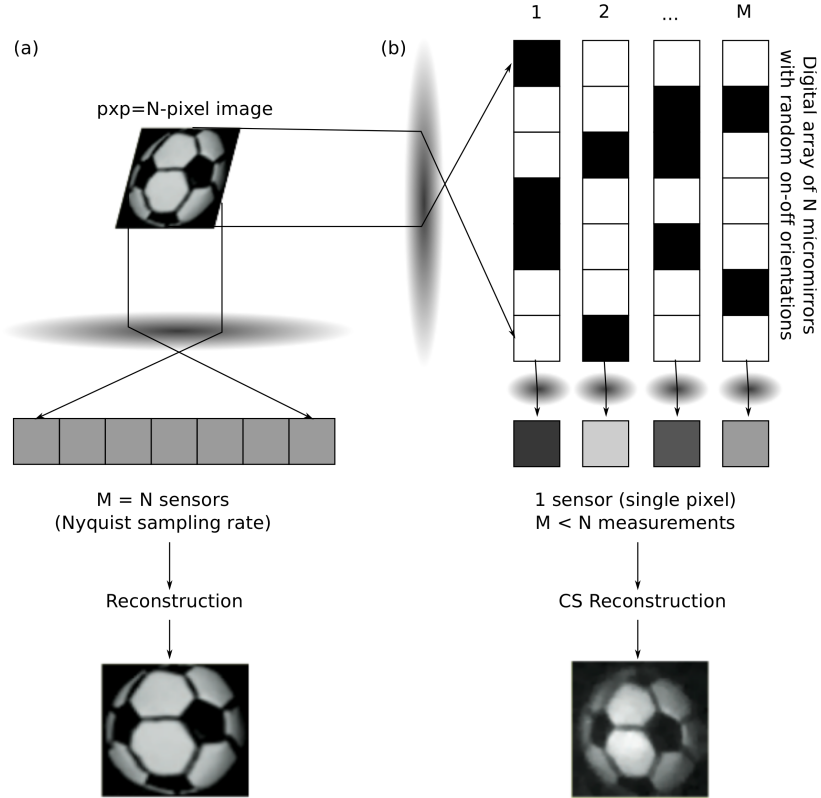 (a)
pxp=N-pixel image
M = N sensors
(Nyquist sampling rate)
Reconstruction
(b)
1 2 ... M
Digital array of N micromirrors
with random on-off orientations
1 sensor (single pixel)
M < N measurements
CS Reconstruction